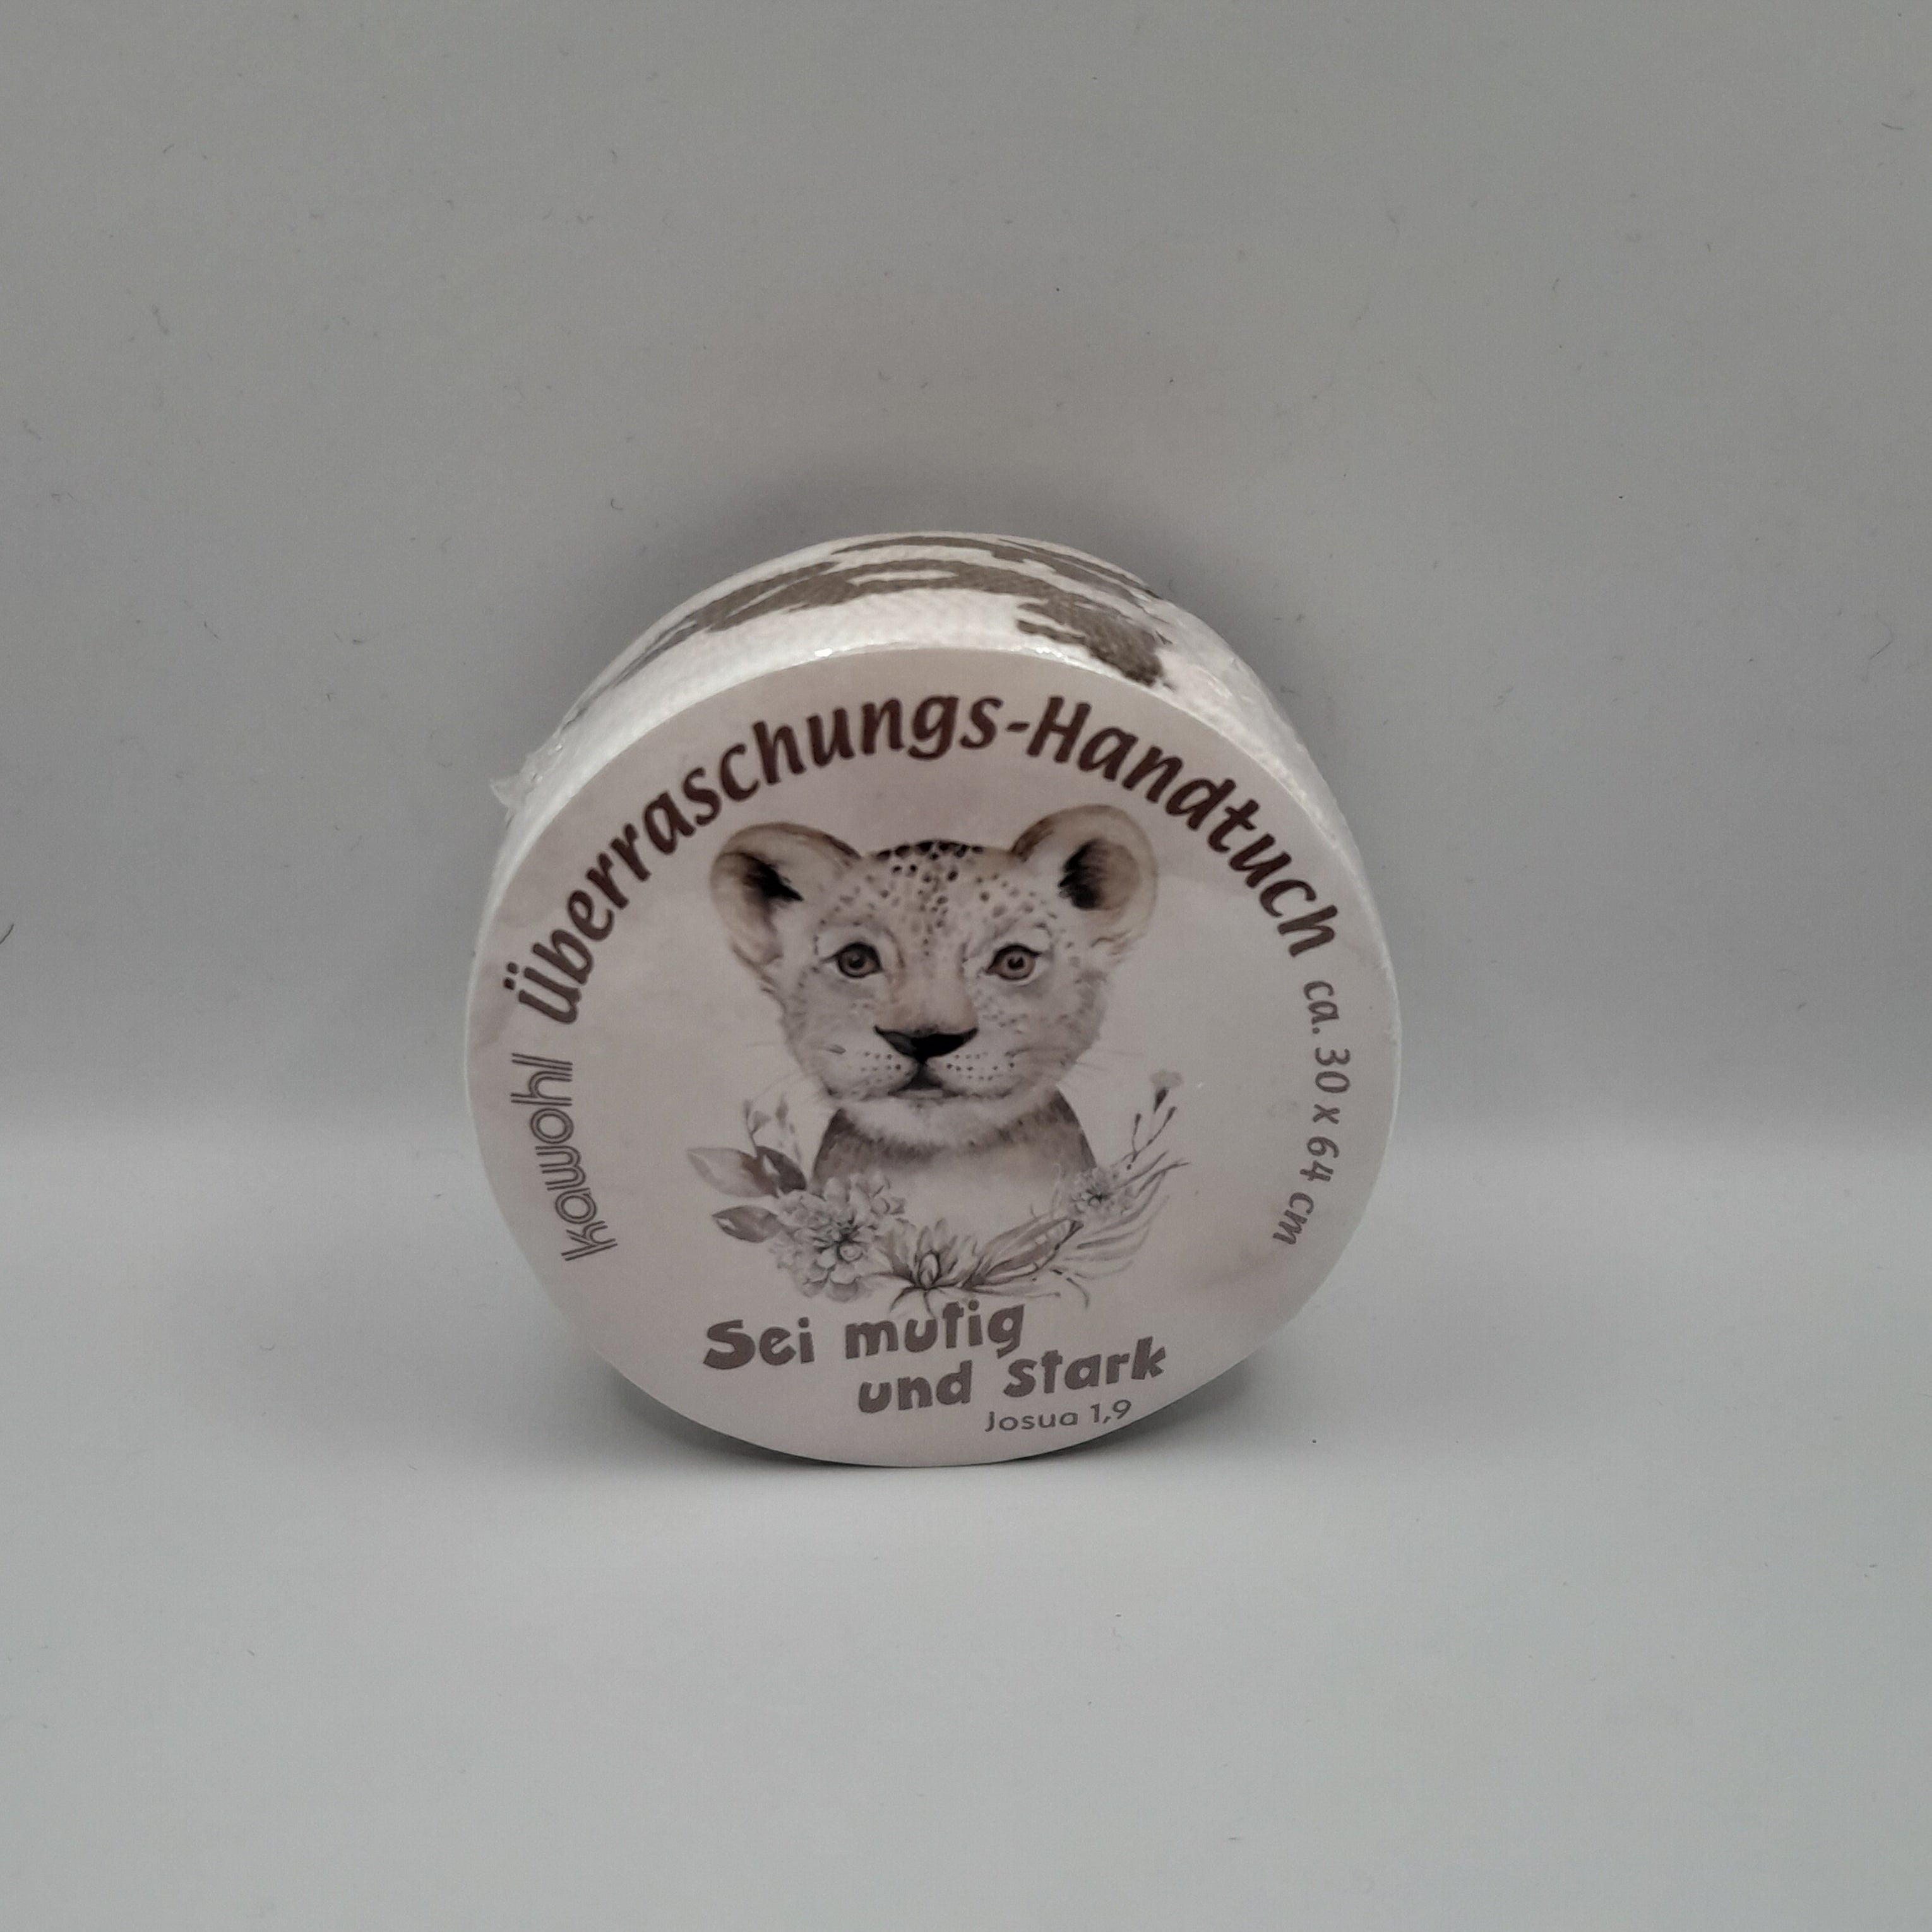 kawohl
Überraschungs-Handtuch
ca. 30 x 64 cm
Sei mutig
und stark
Josua 1,9